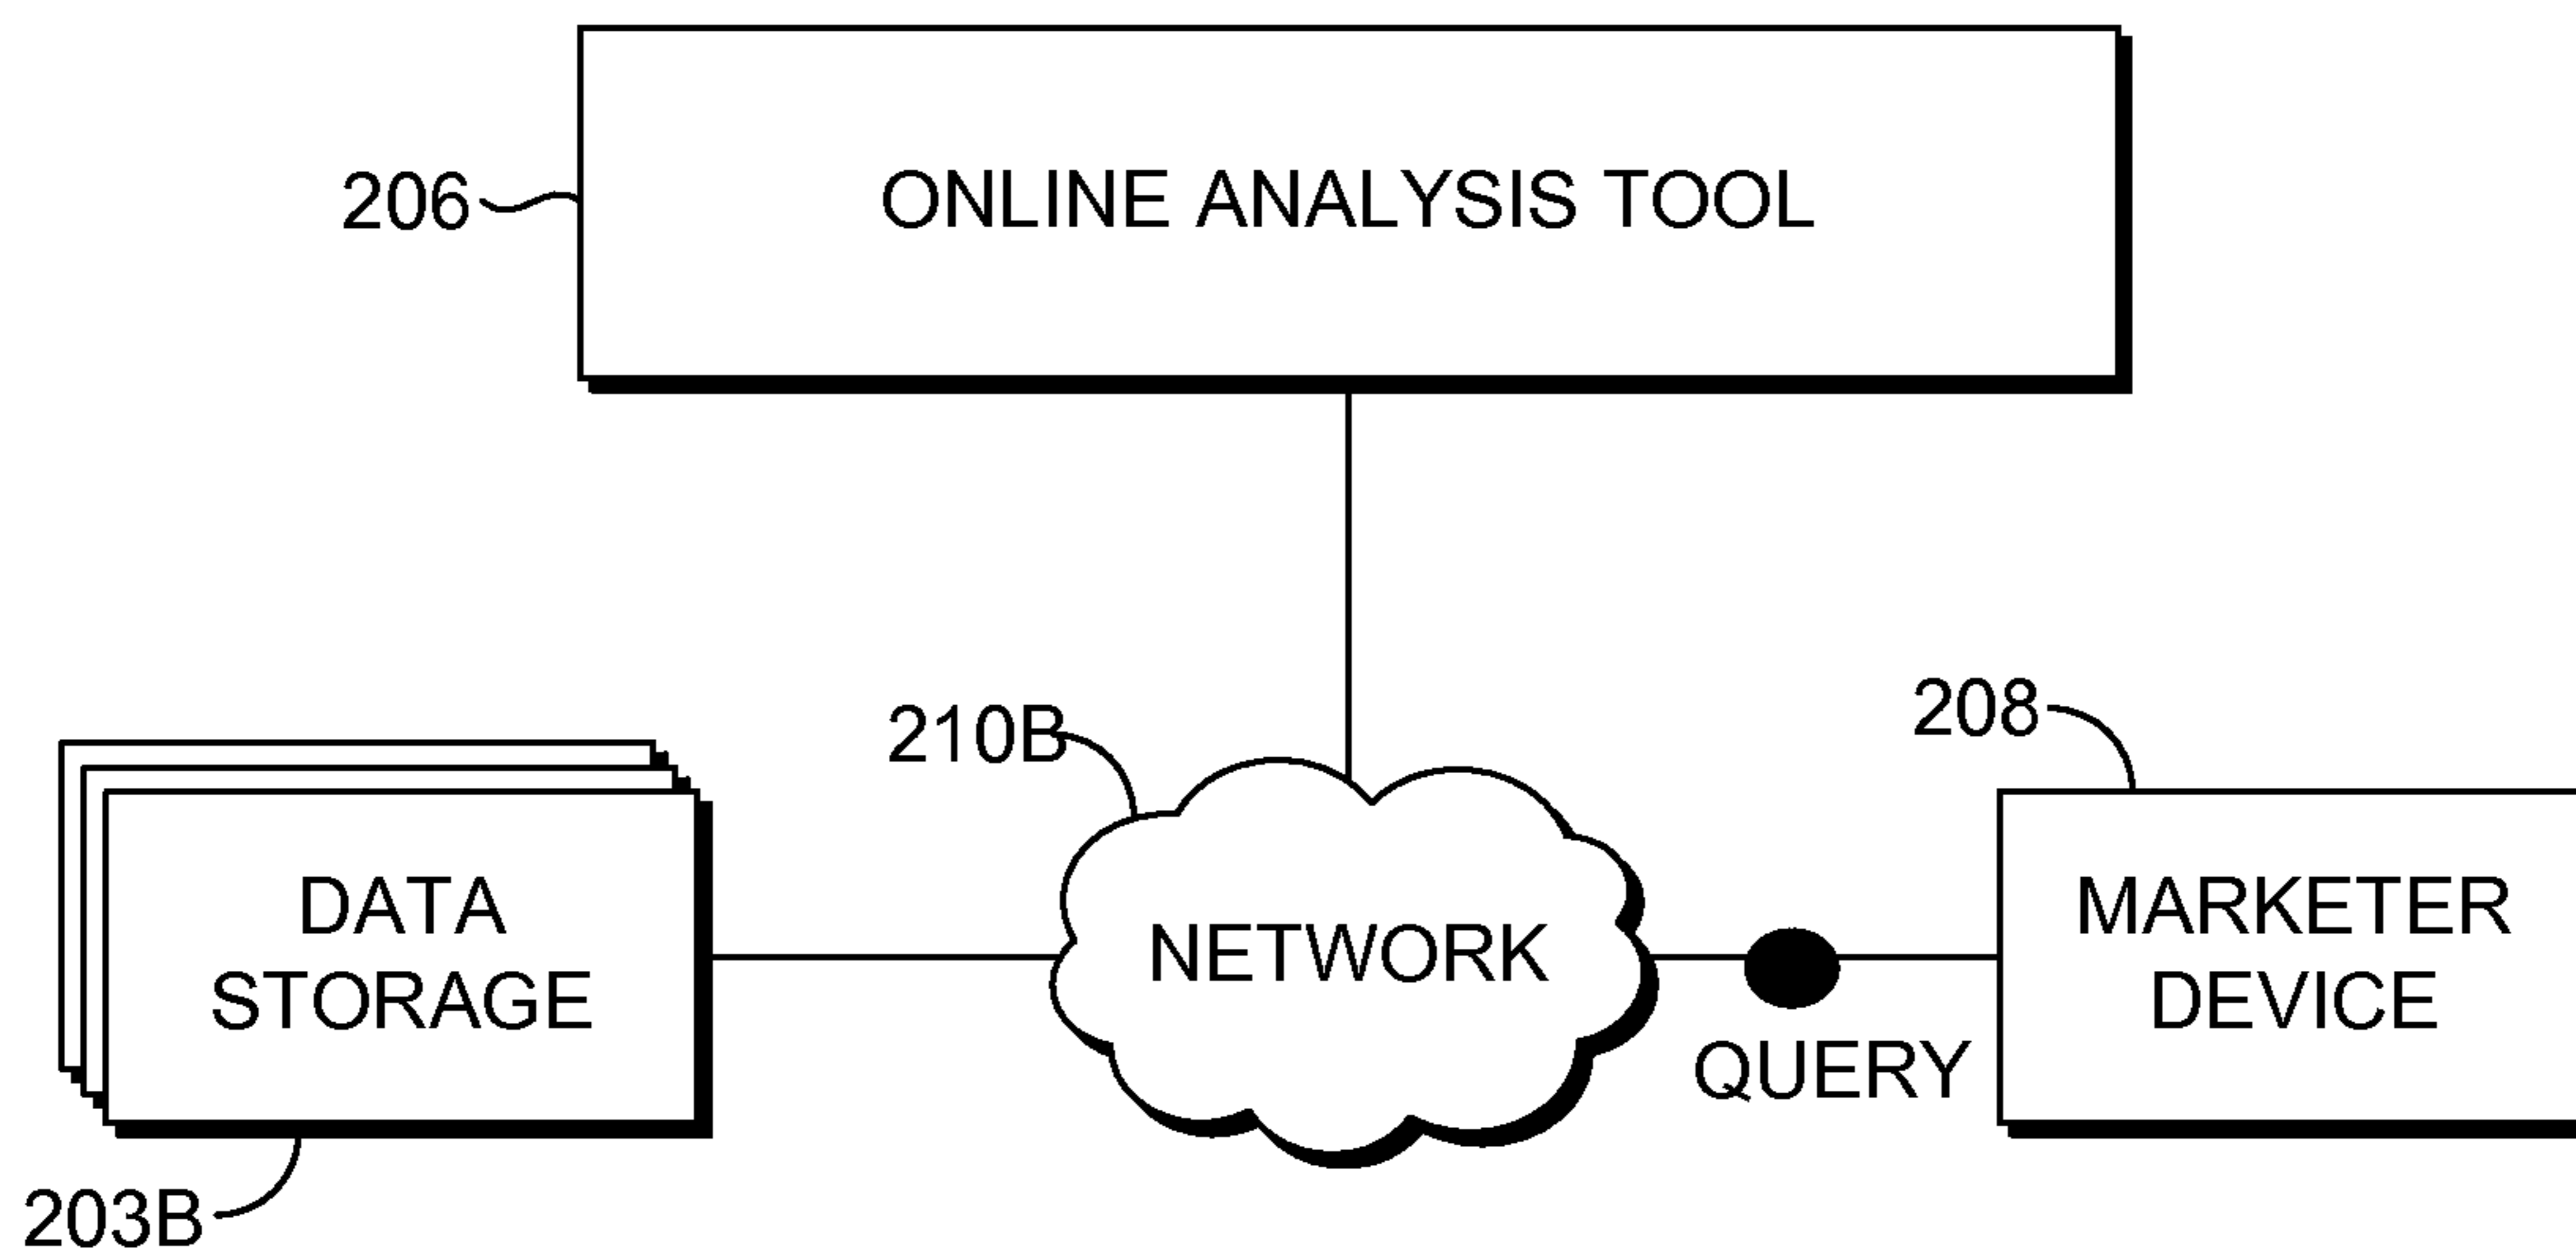 206
ONLINE ANALYSIS TOOL
210B
208
DATA
STORAGE
NETWORK
QUERY
MARKETER
DEVICE
203B